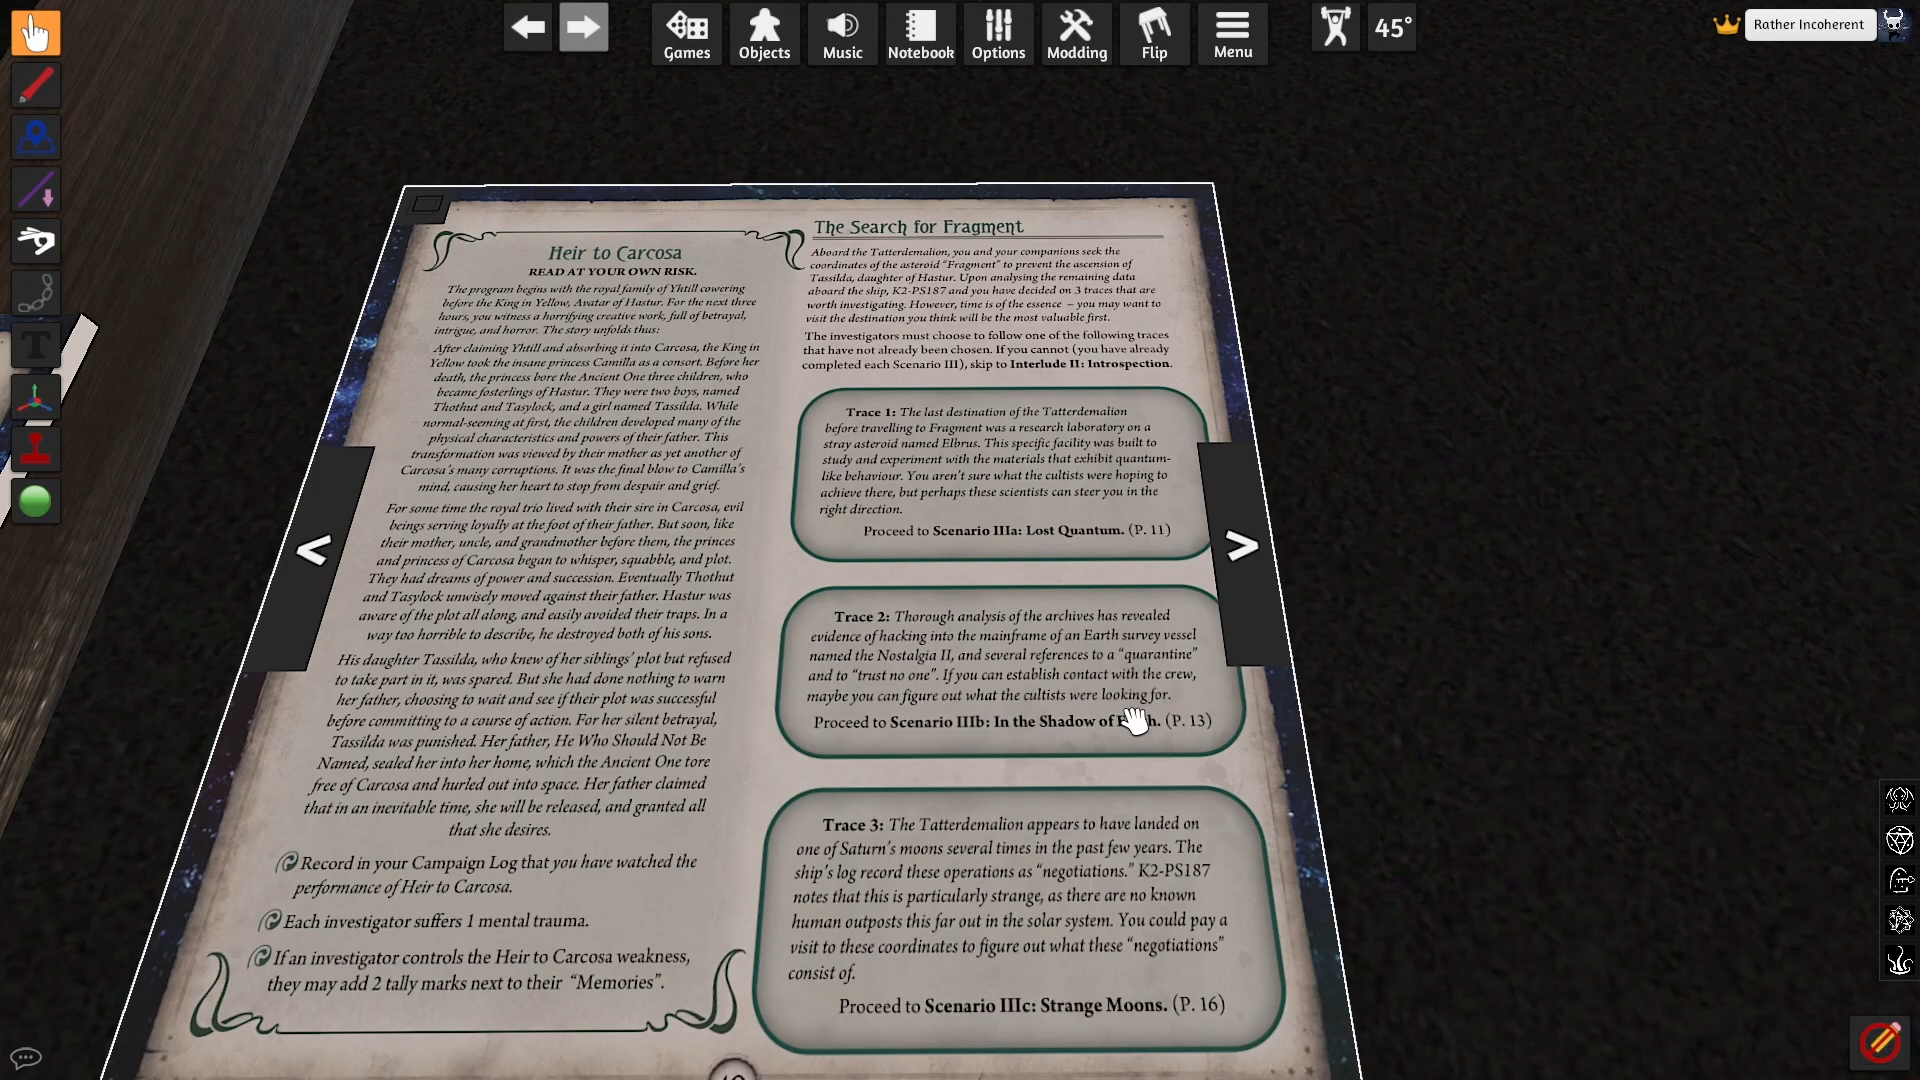 Games
Objects
Music
Notebook
Options
Modding
Flip
Menu
45°
Rather Incoherent
Heir to Carcosa
READ AT YOUR OWN RISK.
The program begins with the royal family of Yhtill cowering
before the King in Yellow, Avatar of Hastur. For the next three
hours, you witness a horrifying creative work, full of betrayal,
intrigue, and horror. The story unfolds thus:
After claiming Yhtill and absorbing it into Carcosa, the King in
Yellow took the insane princess Camilla as a consort. Before her
death, the princess bore the Ancient One three children, who
became fosterlings of Hastur. They were two boys, named
Thothut and Tasylock, and a girl named Tassilda. While
normal-seeming at first, the children developed many of the
physical characteristics and powers of their father. This
transformation was viewed by their mother as yet another of
Carcosa's many corruptions. It was the final blow to Camilla's
mind, causing her heart to stop from despair and grief.
For some time the royal trio lived with their sire in Carcosa, evil
beings serving loyally at the foot of their father. But soon, like
their mother, uncle, and grandmother before them, the princes
and princess of Carcosa began to whisper, squabble, and plot.
They had dreams of power and succession. Eventually Thothut
and Tasylock unwisely moved against their father. Hastur was
aware of the plot all along, and easily avoided their traps. In a
way too horrible to describe, he destroyed both of his sons.
His daughter Tassilda, who knew of her siblings' plot but refused
to take part in it, was spared. But she had done nothing to warn
her father, choosing to wait and see if their plot was successful
before committing to a course of action. For her silent betrayal,
Tassilda was punished. Her father, He Who Should Not Be
Named, sealed her into her home, which the Ancient One tore
free of Carcosa and hurled out into space. Her father claimed
that in an inevitable time, she will be released, and granted all
that she desires.
Record in your Campaign Log that you have watched the
performance of Heir to Carcosa.
Each investigator suffers 1 mental trauma.
If an investigator controls the Heir to Carcosa weakness,
they may add 2 tally marks next to their "Memories".
The Search for Fragment
Aboard the Tatterdemalion, you and your companions seek the
coordinates of the asteroid "Fragment" to prevent the ascension of
Tassilda, daughter of Hastur. Upon analysing the remaining data
aboard the ship, K2-PS187 and you have decided on 3 traces that are
worth investigating. However, time is of the essence – you may want to
visit the destination you think will be the most valuable first.
The investigators must choose to follow one of the following traces
that have not already been chosen. If you cannot (you have already
completed each Scenario III), skip to Interlude II: Introspection.
Trace 1: The last destination of the Tatterdemalion
before travelling to Fragment was a research laboratory on a
stray asteroid named Elbrus. This specific facility was built to
study and experiment with the materials that exhibit quantum-
like behaviour. You aren't sure what the cultists were hoping to
achieve there, but perhaps these scientists can steer you in the
right direction.
Proceed to Scenario IIIa: Lost Quantum. (P. 11)
Trace 2: Thorough analysis of the archives has revealed
evidence of hacking into the mainframe of an Earth survey vessel
named the Nostalgia II, and several references to a "quarantine"
and to "trust no one". If you can establish contact with the crew,
maybe you can figure out what the cultists were looking for.
Proceed to Scenario IIIb: In the Shadow of (P. 13)
Trace 3: The Tatterdemalion appears to have landed on
one of Saturn's moons several times in the past few years. The
ship's log record these operations as "negotiations." K2-PS187
notes that this is particularly strange, as there are no known
human outposts this far out in the solar system. You could pay a
visit to these coordinates to figure out what these "negotiations"
consist of.
Proceed to Scenario IIIc: Strange Moons. (P. 16)